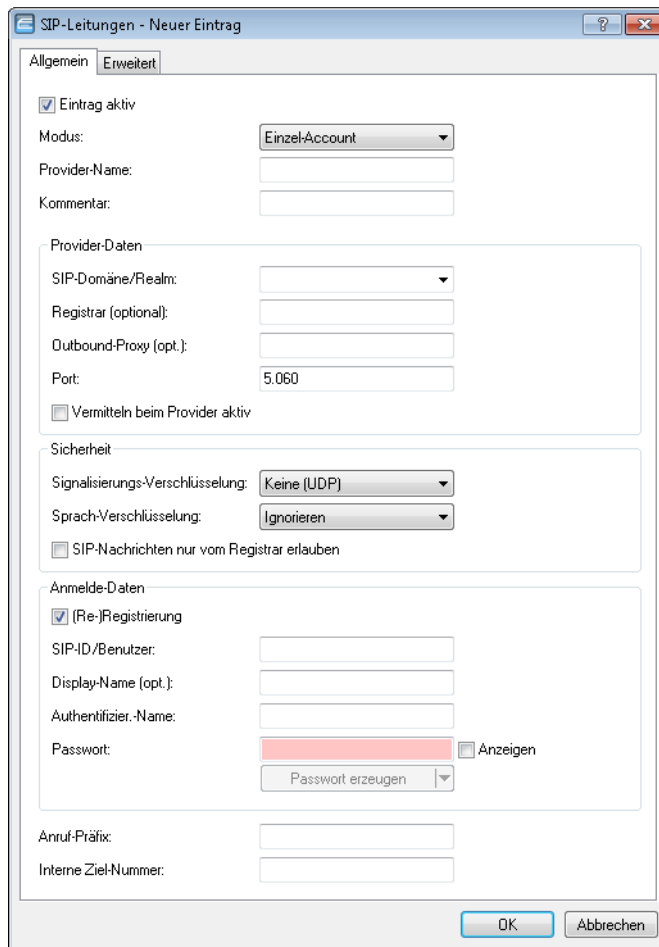 SIP-Leitungen - Neuer Eintrag
Allgemein Erweitert
Eintrag aktiv
Modus: Einzel-Account
Provider-Name:
Kommentar:
Provider-Daten
SIP-Domäne/Realm:
Registrar (optional):
Outbound-Proxy (opt.):
Port: 5.060
Vermitteln beim Provider aktiv
Sicherheit
Signalisierungs-Verschlüsselung: Keine (UDP)
Sprach-Verschlüsselung: Ignorieren
SIP-Nachrichten nur vom Registrar erlauben
Anmelde-Daten
(Re-)Registrierung
SIP-ID/Benutzer:
Display-Name (opt.):
Authentifizier.-Name:
Passwort: Anzeigen
Passwort erzeugen
Anruf-Präfix:
Interne Ziel-Nummer:
OK Abbrechen